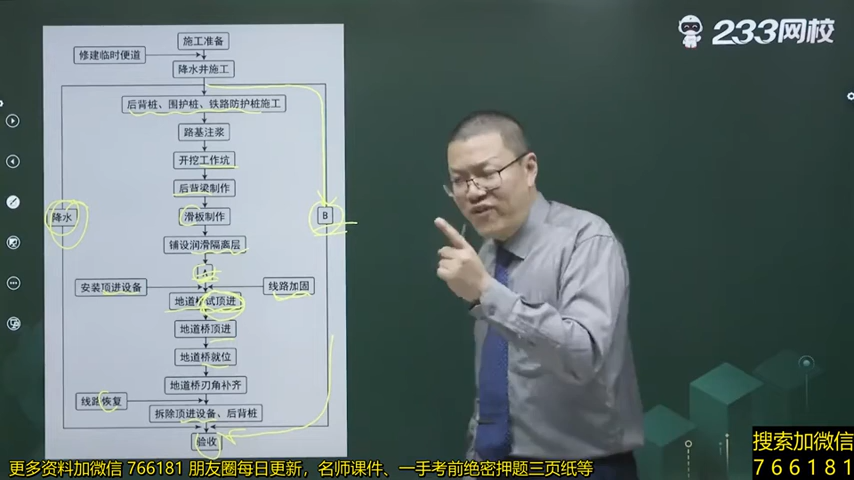 233网校
施工准备
修建临时便道
降水井施工
后背桩、围护桩、铁路防护桩施工
路基注浆
开挖工作坑
后背梁制作
降水
滑板制作
B
铺设润滑隔离层
A
安装顶进设备
线路加固
地道桥试顶进
地道桥顶进
地道桥就位
地道桥刃角补齐
线路恢复
拆除顶进设备、后背桩
验收
搜索加微信
766181
更多资料加微信 766181 朋友圈每日更新，名师课件、一手考前绝密押题三页纸等